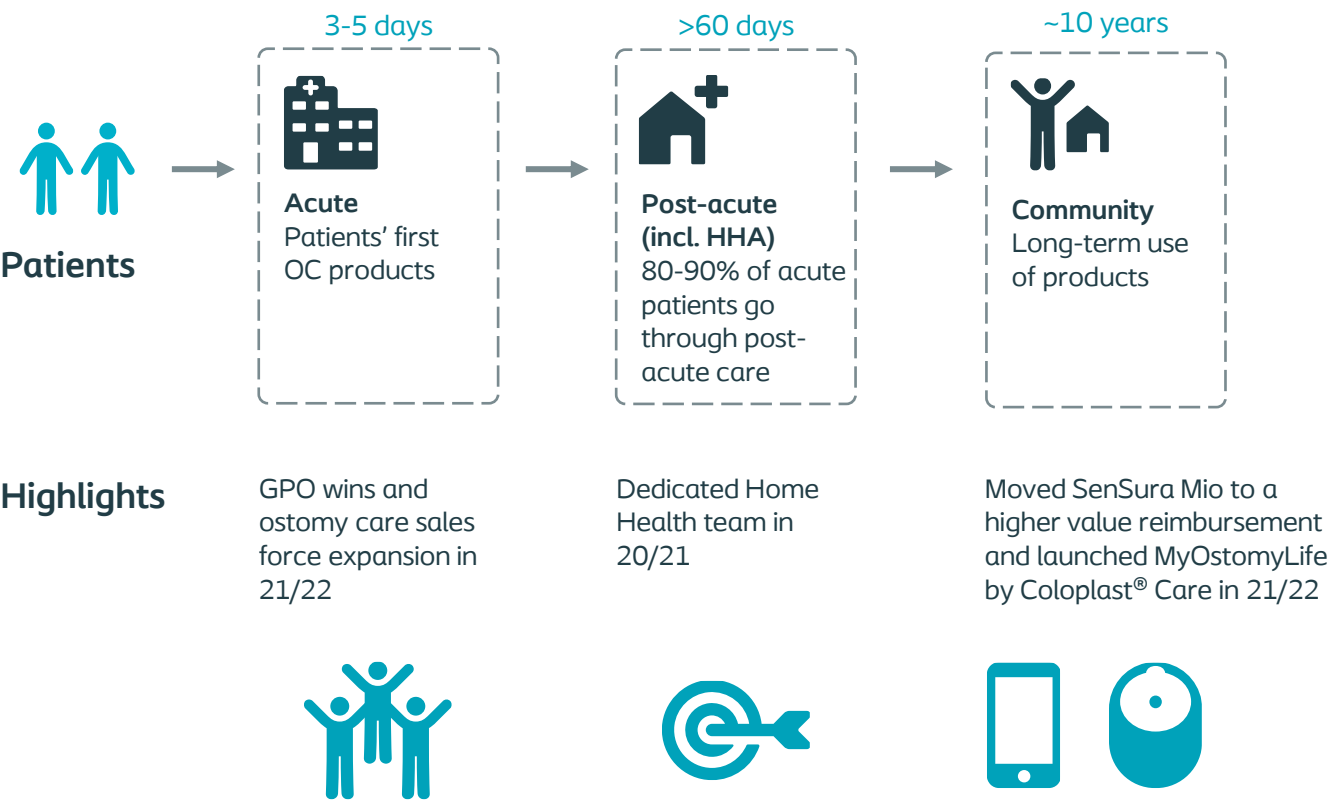 3-5 days
>60 days
~10 years
Patients
Acute
Patients’ first
OC products
Post-acute
(incl. HHA)
80-90% of acute
patients go
through post-
acute care
Community
Long-term use
of products
Highlights
GPO wins and
ostomy care sales
force expansion in
21/22
Dedicated Home
Health team in
20/21
Moved SenSura Mio to a
higher value reimbursement
and launched MyOstomyLife
by Coloplast® Care in 21/22